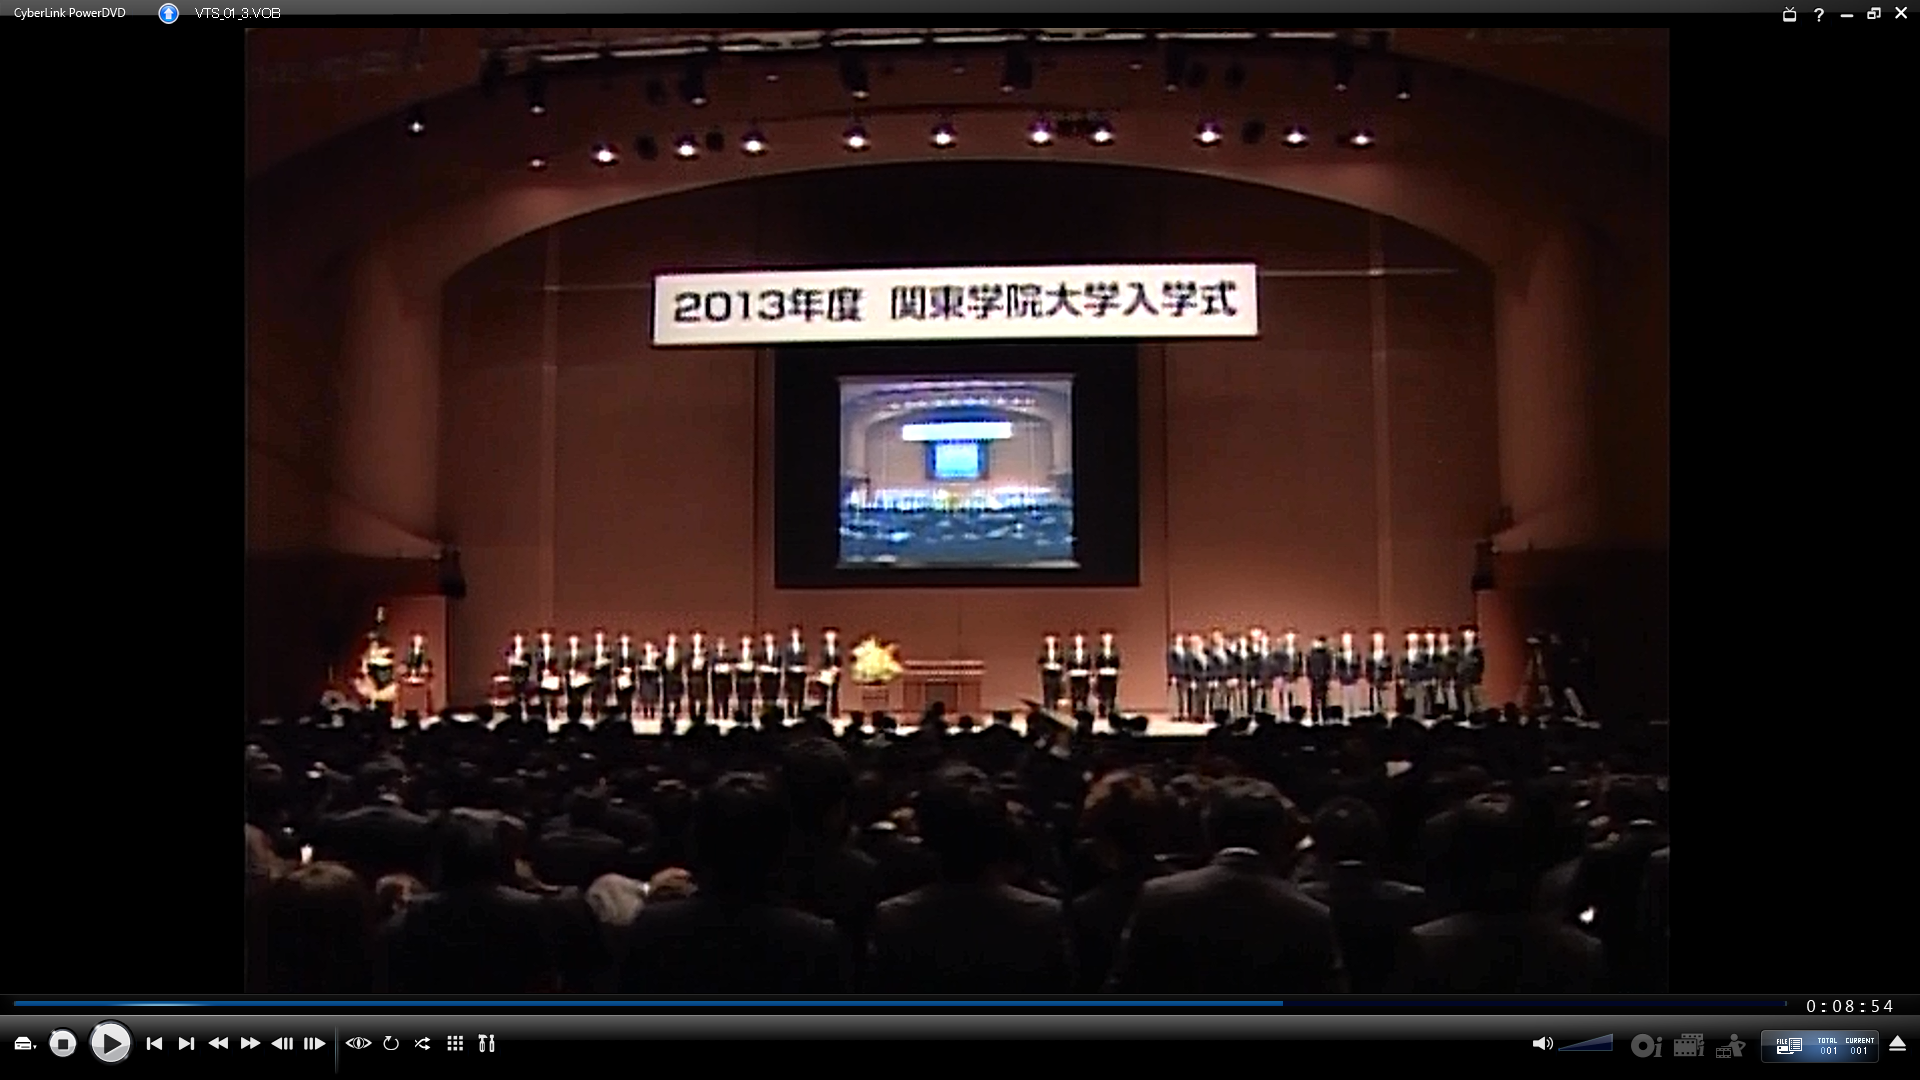 CyberLink PowerDVD
VTS_01_3.VOB
2013年度 関東学院大学入学式
0:08:54
FILE
TOTAL
CURRENT
001
001